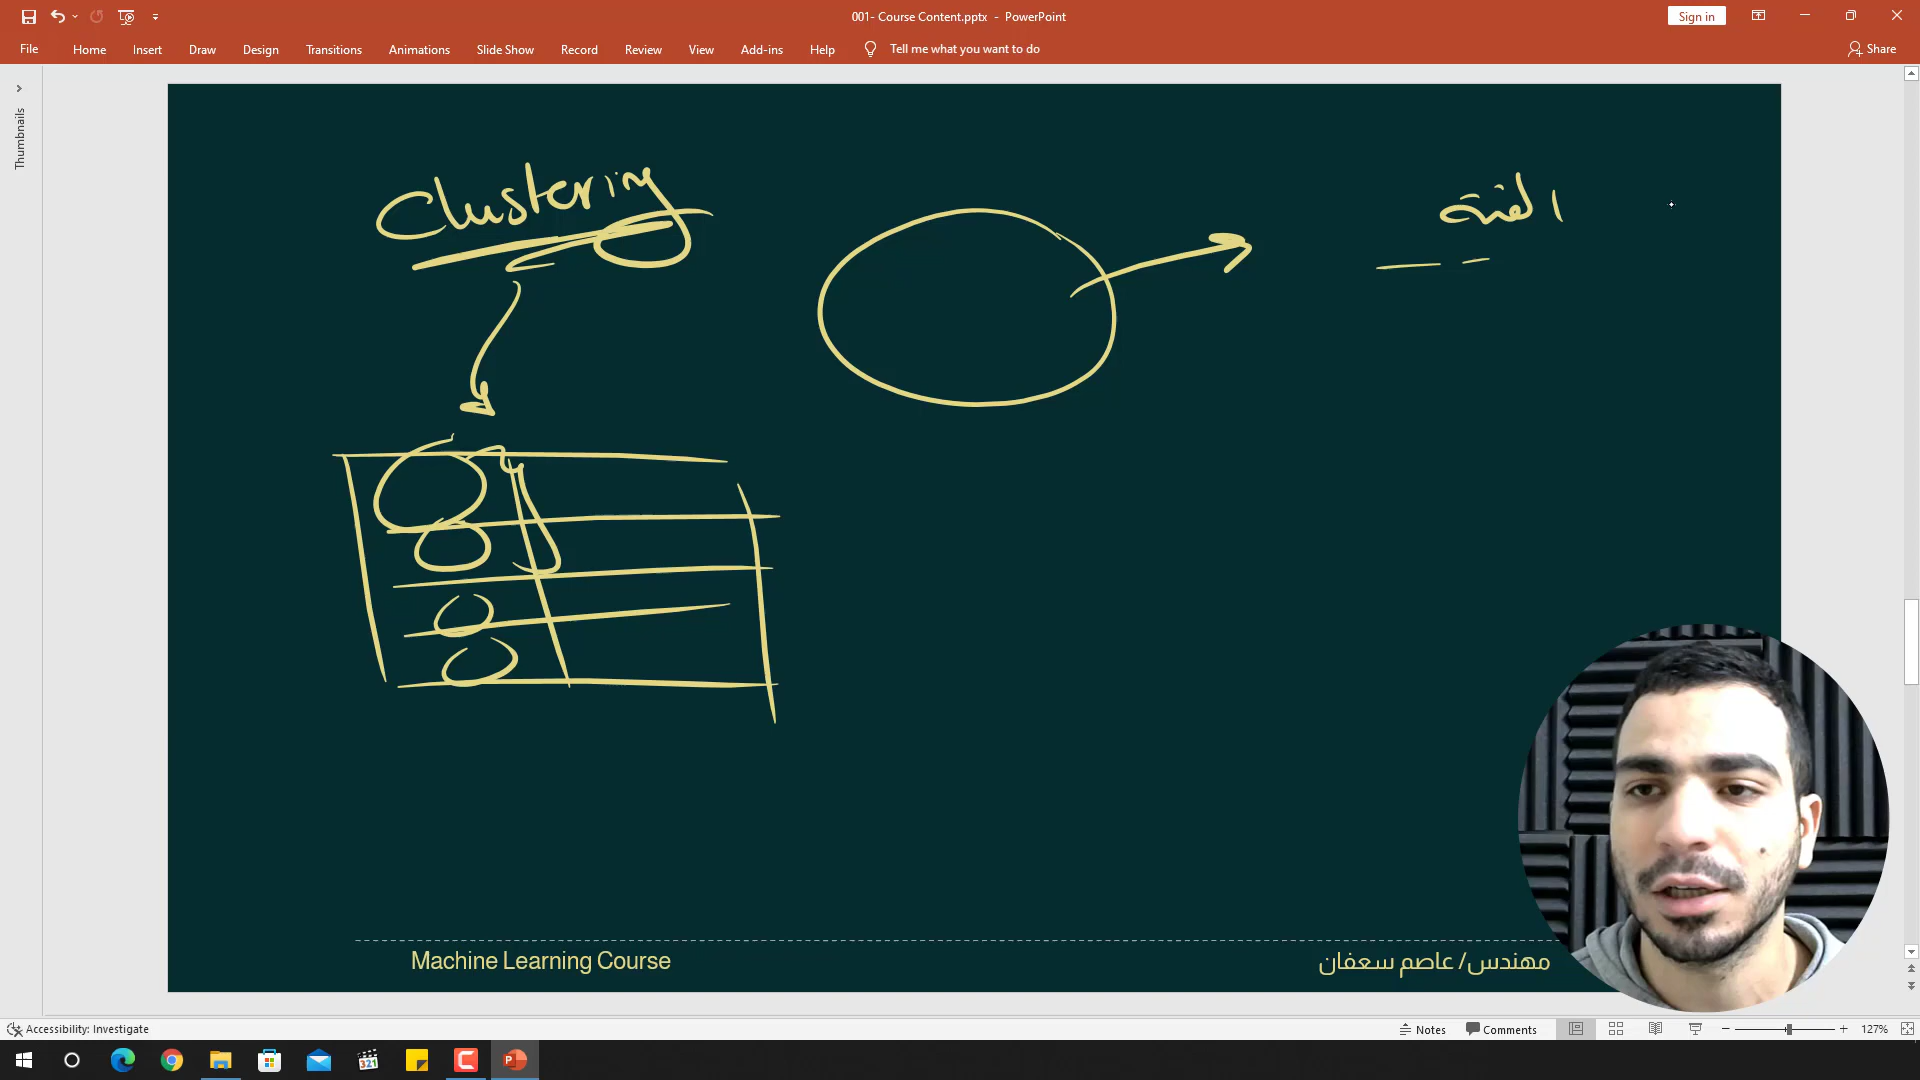 001- Course Content.pptx - PowerPoint
Sign in
File Home Insert Draw Design Transitions Animations Slide Show Record Review View Add-ins Help Tell me what you want to do
Share
Thumbnails
Clustering
Machine Learning Course
مهندس/ عاصم سعفان
Accessibility: Investigate
Notes
Comments
127%
321